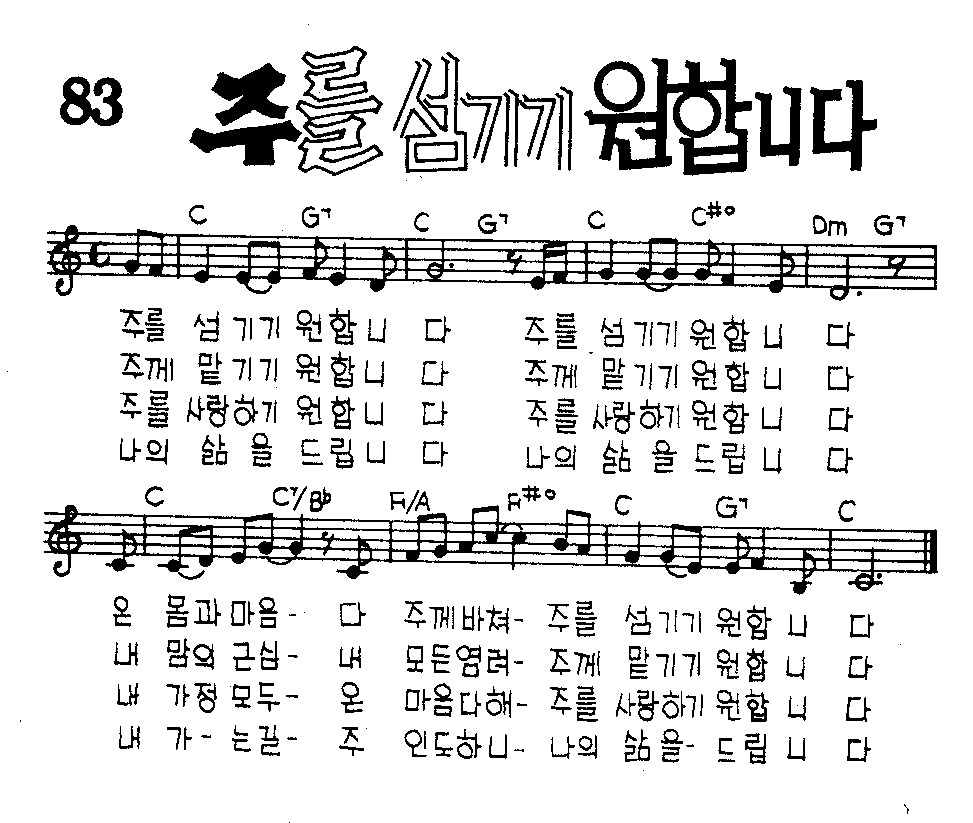 83 주를 섬기기 원합니다
C G7 C G7 C C#° Dm G7
주를 섬 기기 원합 니 다 주를 섬 기기 원합 니 다
주께 맡 기기 원합 니 다 주께 맡 기기 원합 니 다
주를 사랑하기 원합 니 다 주를 사랑하기 원합 니 다
나의 삶 을 드립 니 다 나의 삶 을 드립 니 다
C C7/B♭ F/A F#° C G7 C
온 몸과 마음- 다 주께바쳐- 주를 섬기기 원합 니 다
내 맘의 근심- 내 모든염려- 주께 맡기기 원합 니 다
내 가정 모두- 온 마음다해- 주를 사랑하기 원합 니 다
내 가- 는길- 주 인도하니- 나의 삶을- 드립 니 다